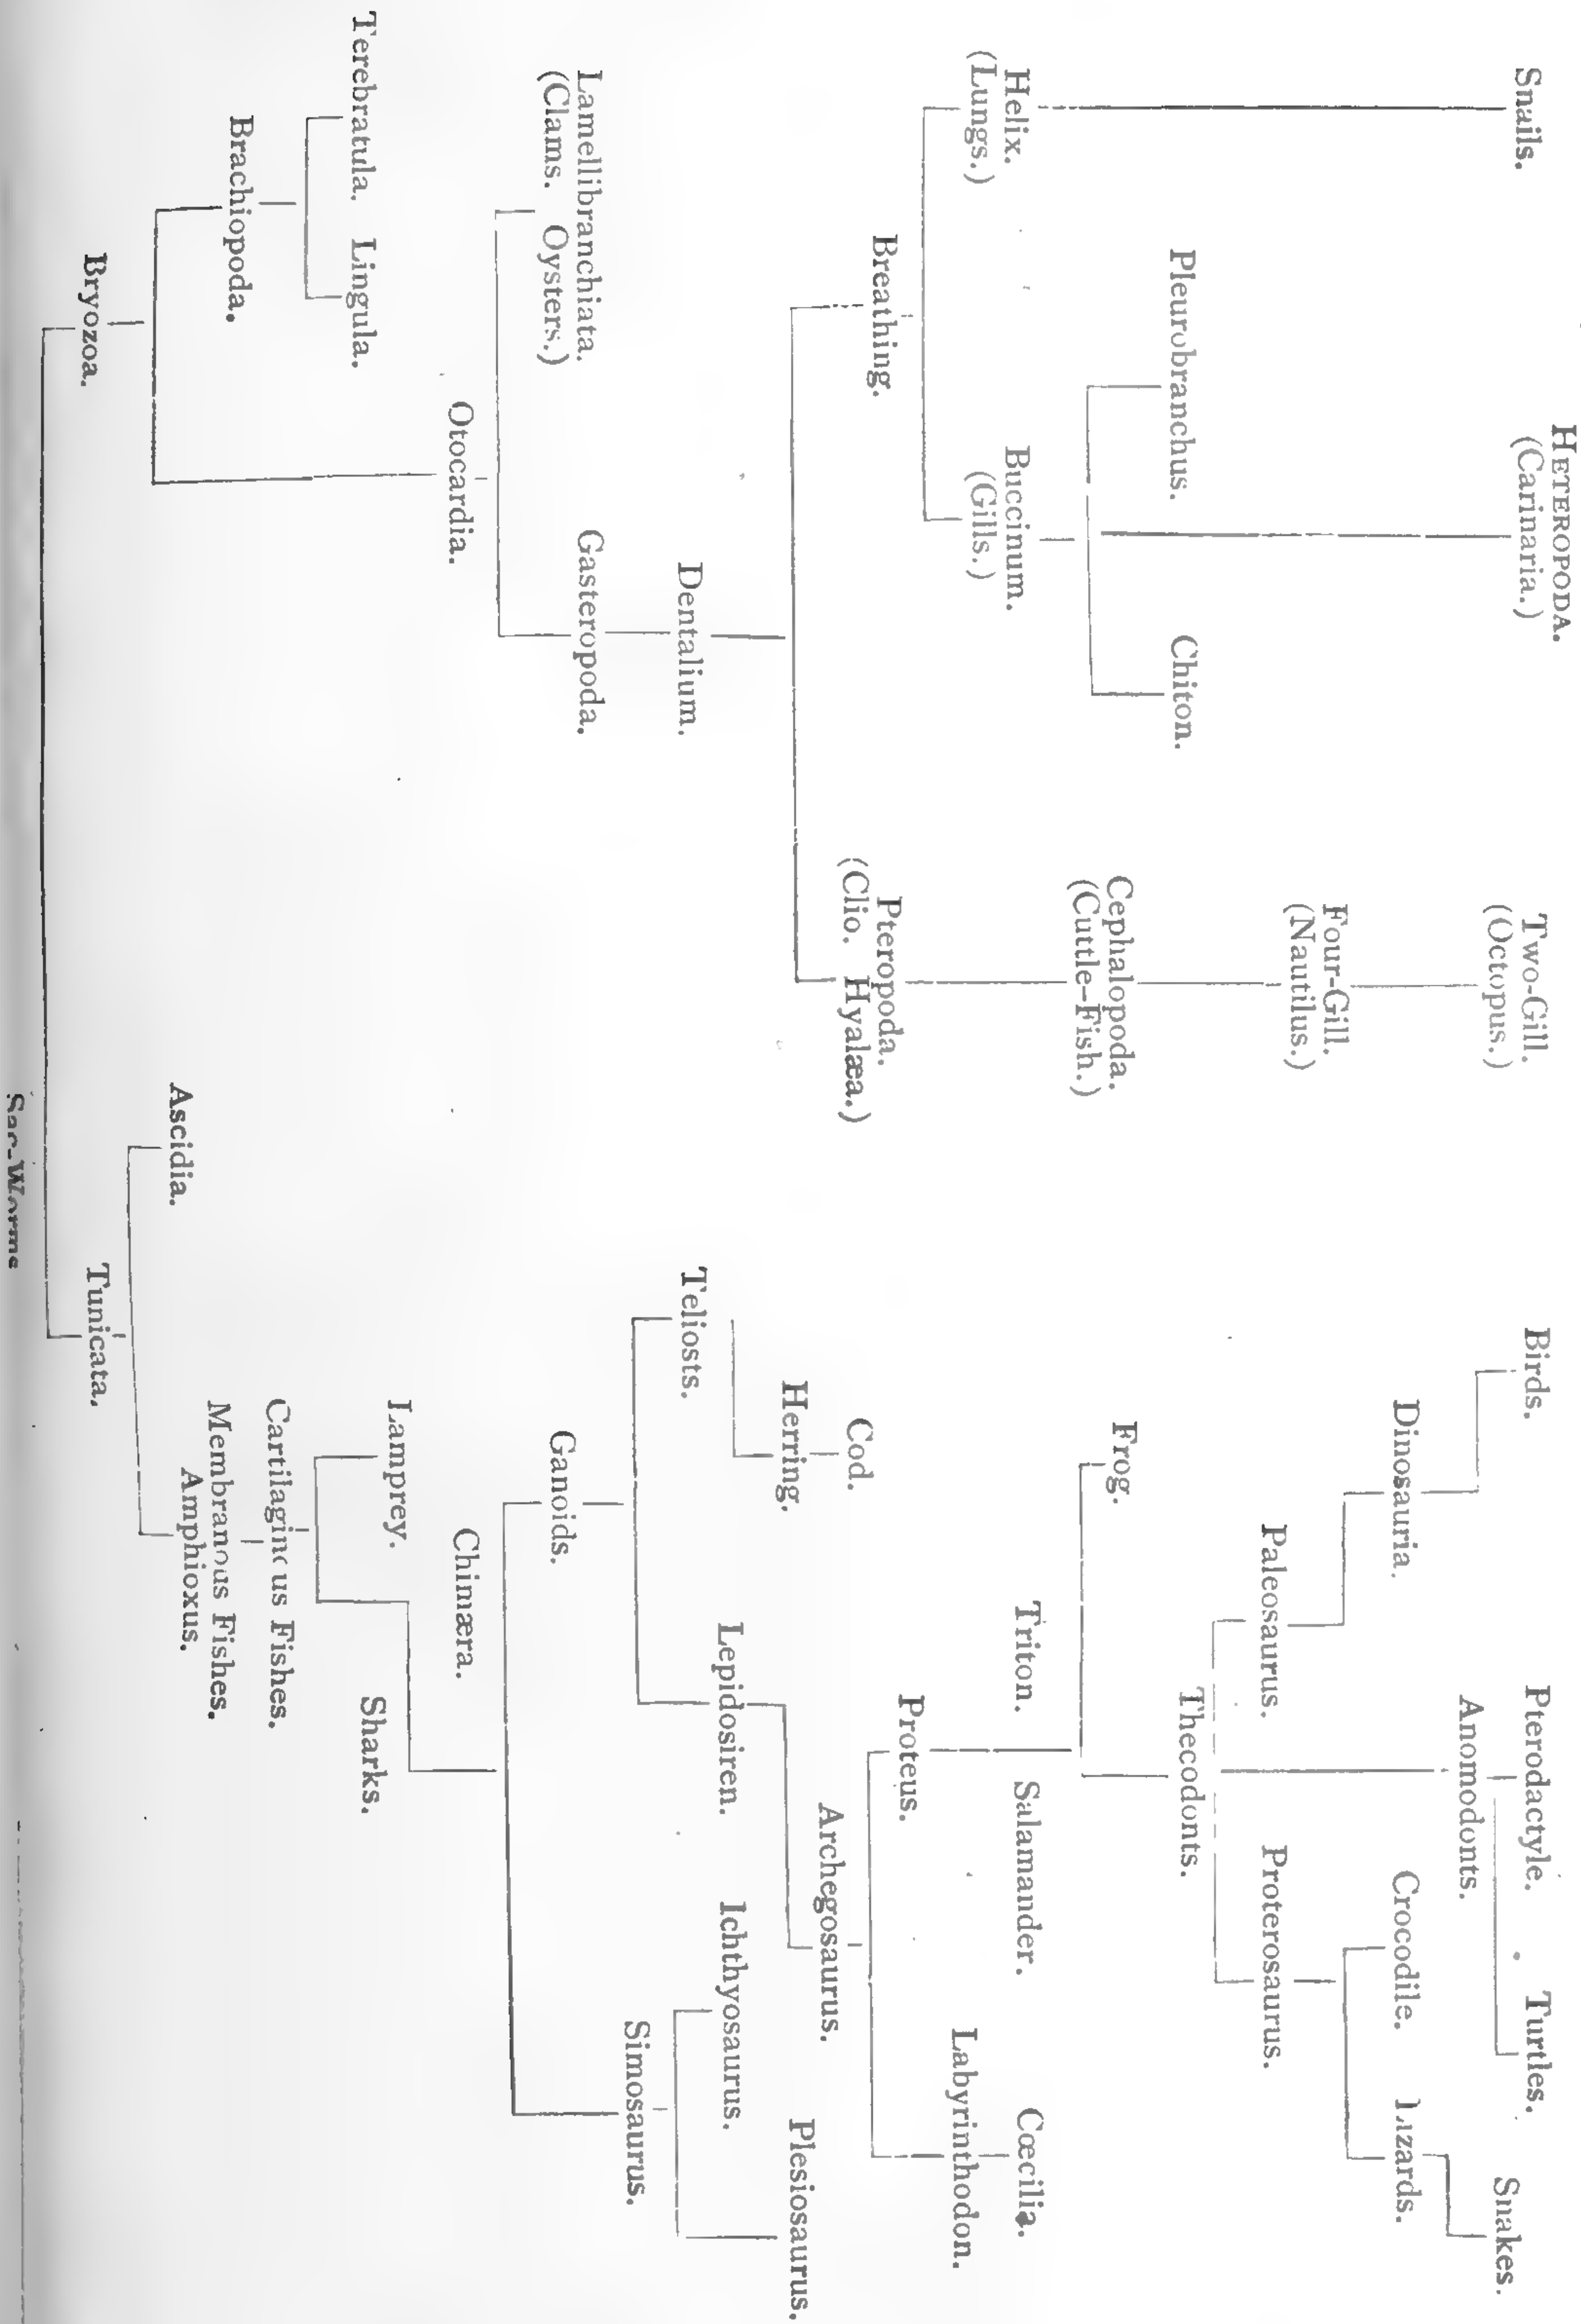 Snails.
HETEROPODA.
(Carinaria.)
Two-Gill.
(Octopus.)
Birds.
Pterodactyle.
Turtles.
Snakes.
Anomodonts.
Four-Gill.
(Nautilus.)
Dinosauria.
Crocodile.
Lizards.
Pleurobranchus.
Chiton.
Paleosaurus.
Proterosaurus.
Thecodonts.
Cephalopoda.
(Cuttle-Fish.)
Frog.
Helix.
(Lungs.)
Buccinum.
(Gills.)
Triton.
Salamander.
Cœcilia.
Labyrinthodon.
Breathing.
Pteropoda.
(Clio. Hyalæa.)
Proteus.
Cod.
Archegosaurus.
Herring.
Plesiosaurus.
Dentalium.
Teliosts.
Lepidosiren.
Ichthyosaurus.
Simosaurus.
Lamellibranchiata.
(Clams. Oysters.)
Gasteropoda.
Ganoids.
Otocardia.
Chimæra.
Terebratula. Lingula.
Lamprey.
Sharks.
Brachiopoda.
Cartilaginous Fishes.
Membranous Fishes.
Amphioxus.
Ascidia.
Bryozoa.
Tunicata.
Sac-Worms